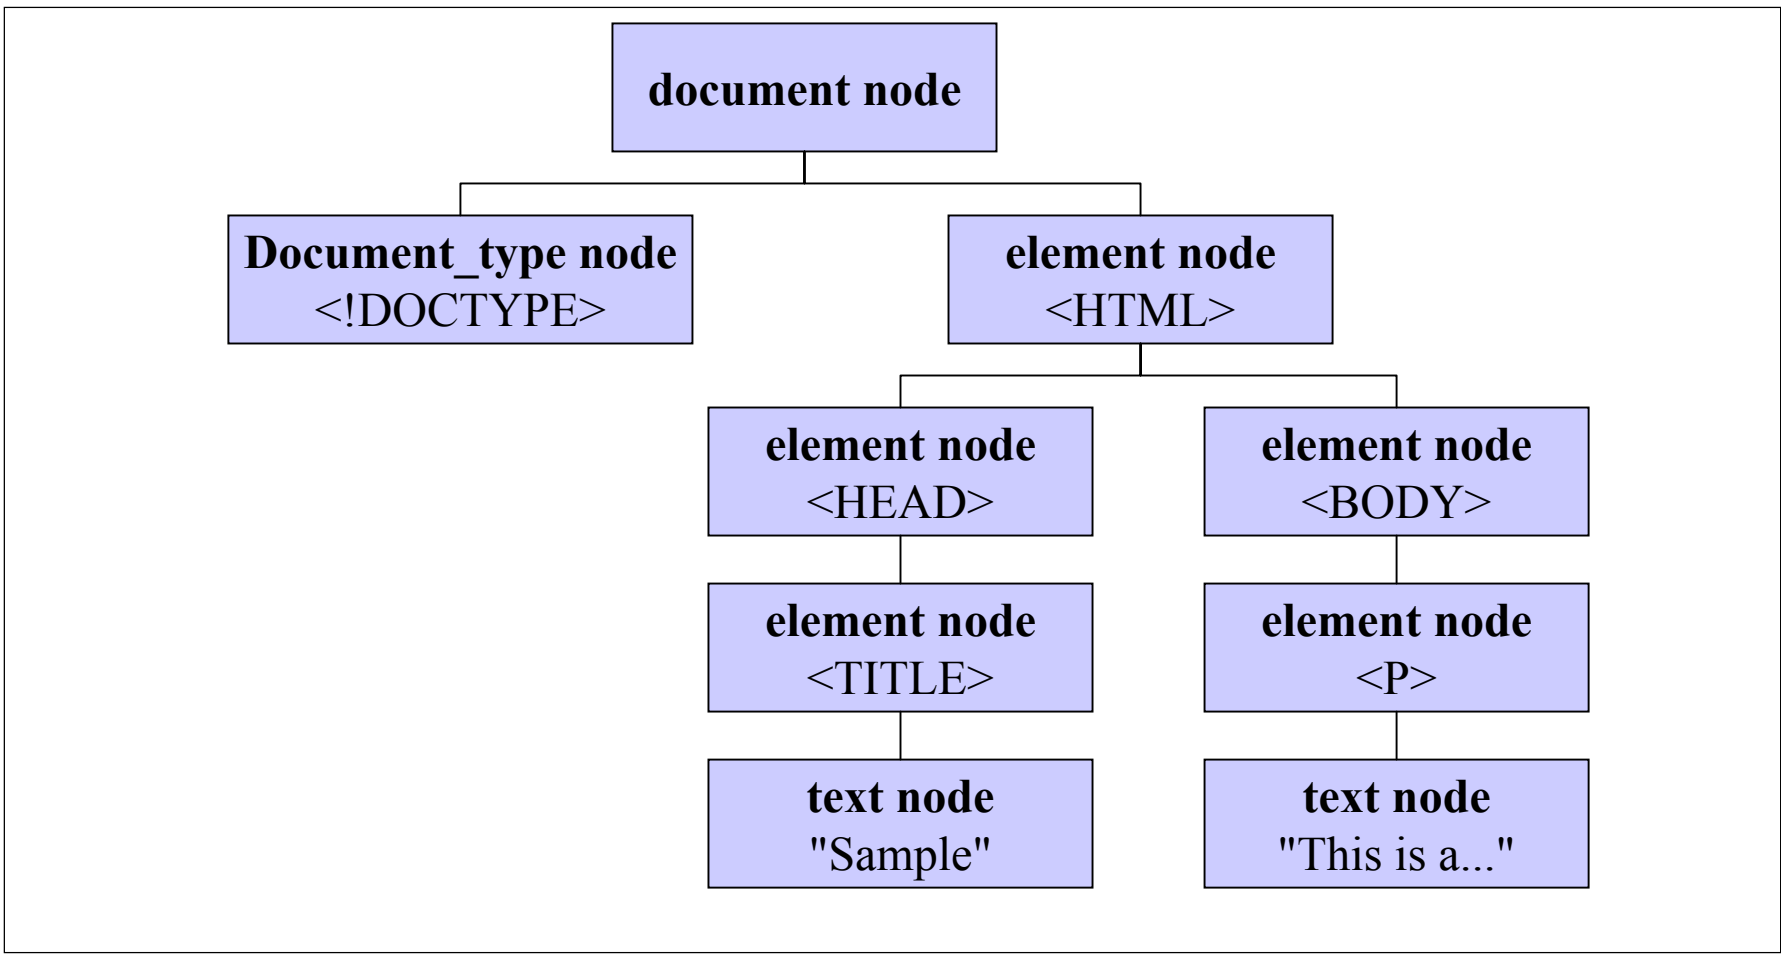 document node
Document_type node
<!DOCTYPE>
element node
<HTML>
element node
<HEAD>
element node
<BODY>
element node
<TITLE>
element node
<P>
text node
"Sample"
text node
"This is a..."